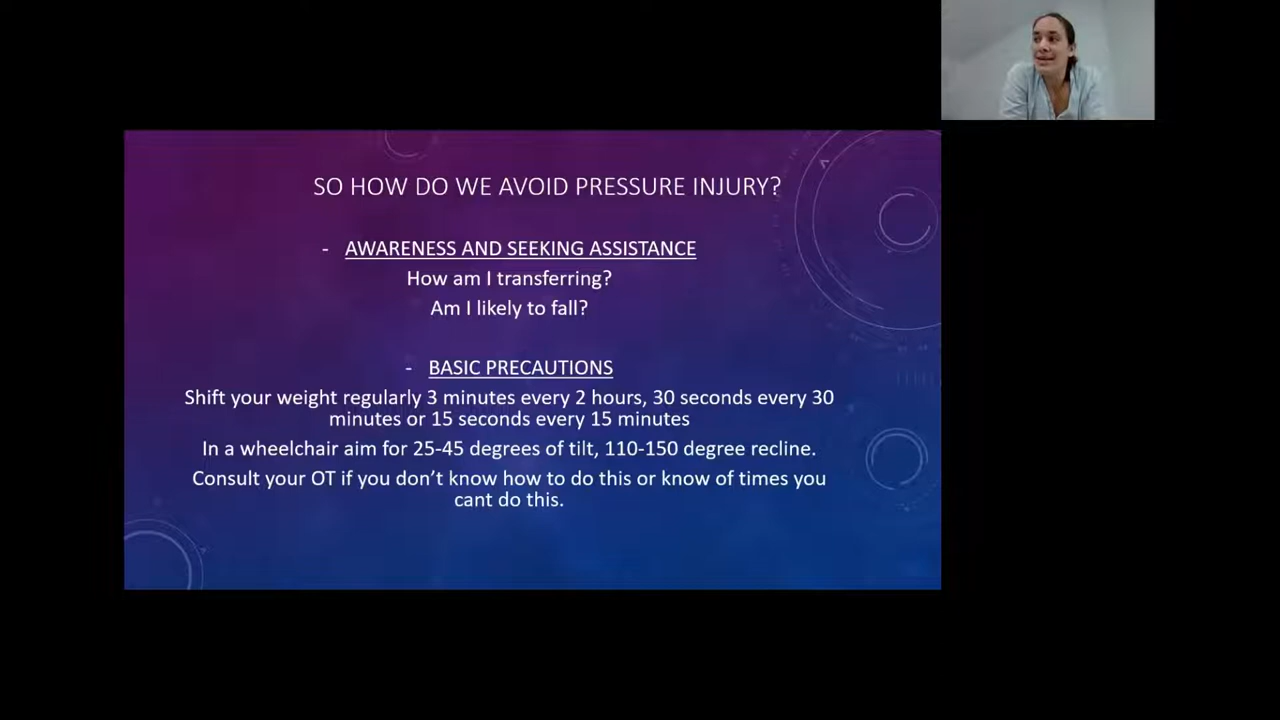 SO HOW DO WE AVOID PRESSURE INJURY?
- AWARENESS AND SEEKING ASSISTANCE
How am I transferring?
Am I likely to fall?
- BASIC PRECAUTIONS
Shift your weight regularly 3 minutes every 2 hours, 30 seconds every 30
minutes or 15 seconds every 15 minutes
In a wheelchair aim for 25-45 degrees of tilt, 110-150 degree recline.
Consult your OT if you don’t know how to do this or know of times you
cant do this.